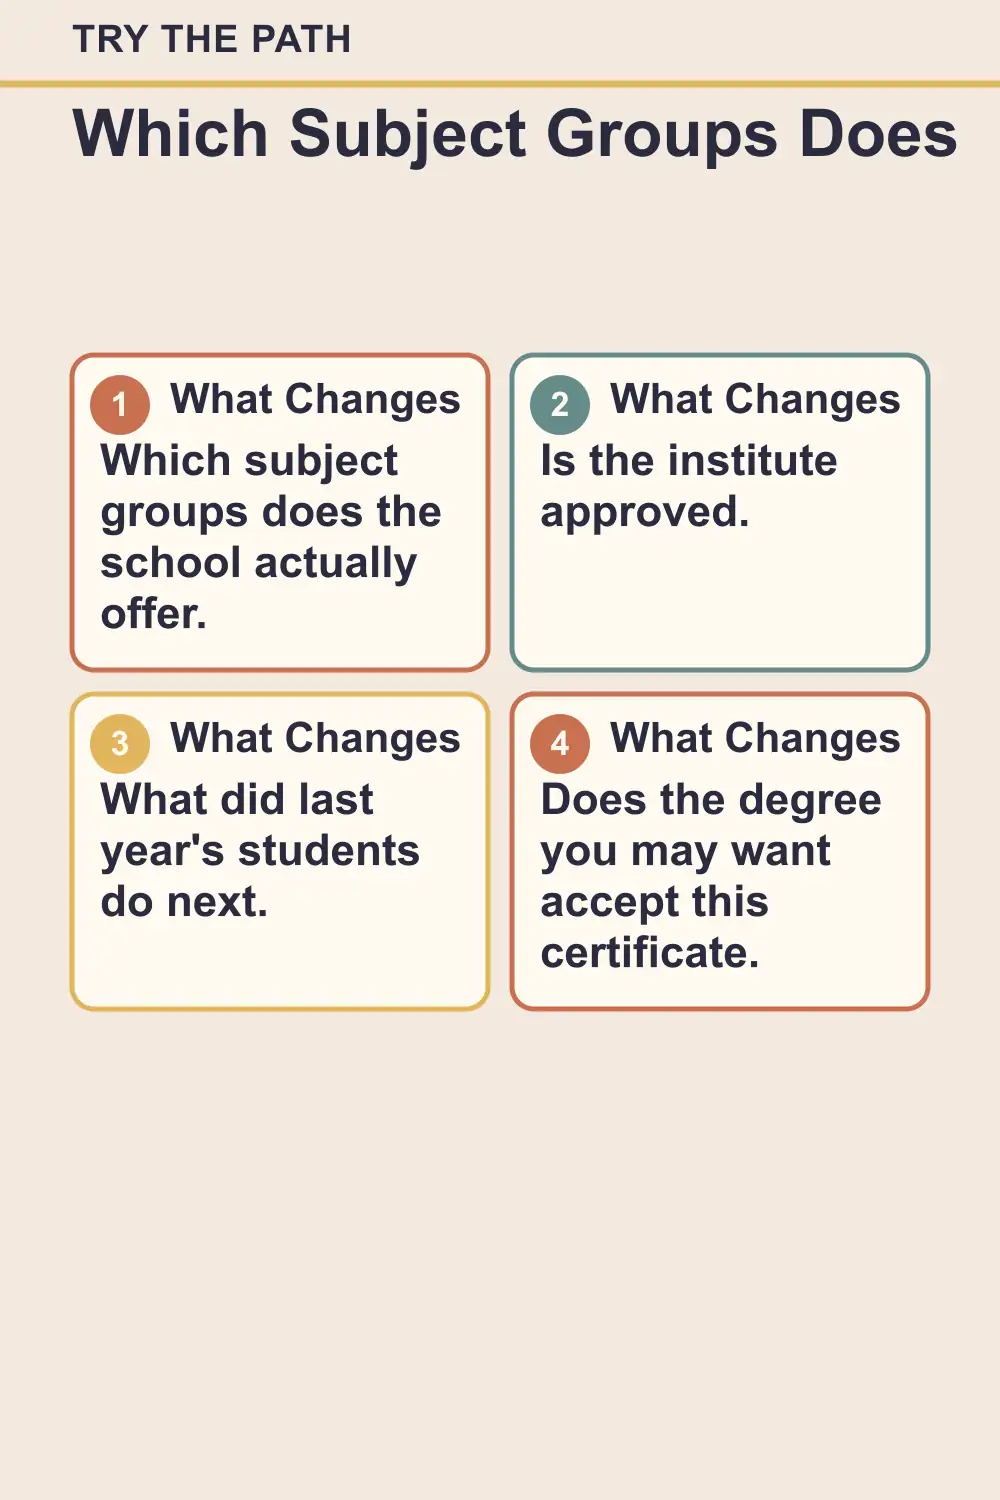 TRY THE PATH
Which Subject Groups Does
1 What Changes
Which subject
groups does the
school actually
offer.
2 What Changes
Is the institute
approved.
3 What Changes
What did last
year's students
do next.
4 What Changes
Does the degree
you may want
accept this
certificate.